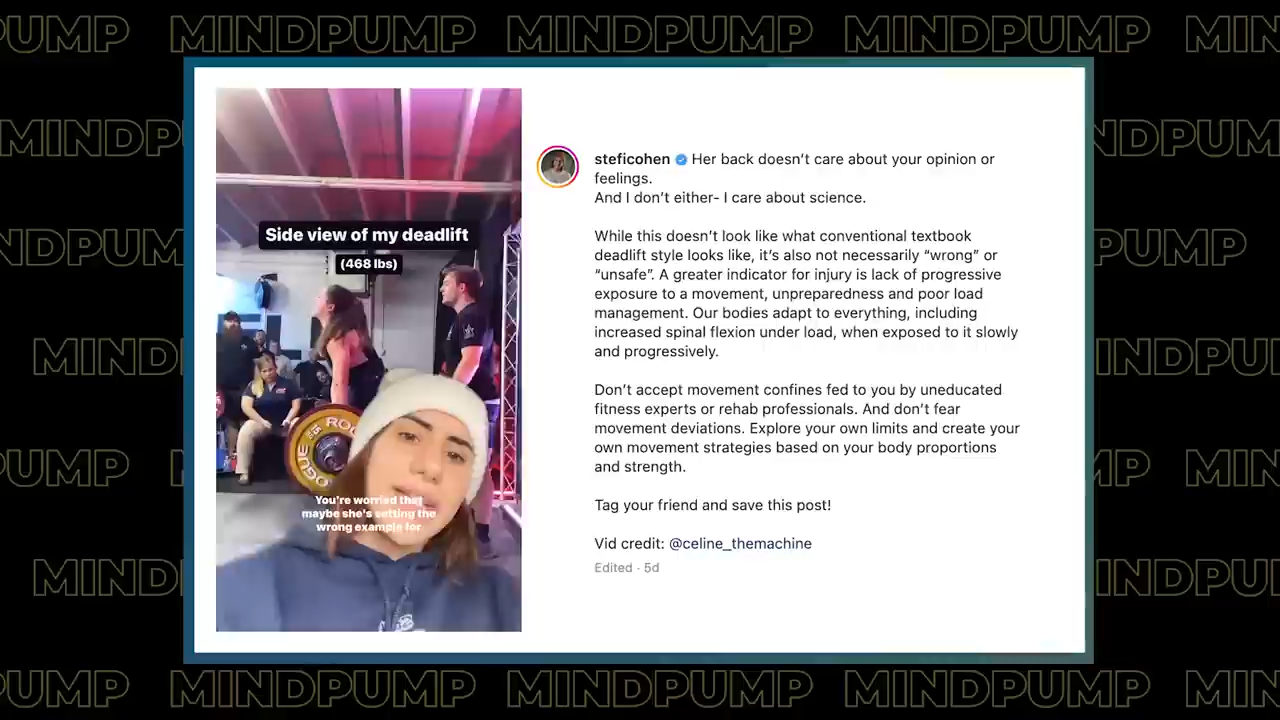 MINDPUMP MINDPUMP MINDPUMP
Side view of my deadlift
(468 lbs)
ROGUE
You're worried that
maybe she's setting the
wrong example for
steficohen Her back doesn't care about your opinion or
feelings.
And I don't either- I care about science.
While this doesn't look like what conventional textbook
deadlift style looks like, it's also not necessarily “wrong” or
“unsafe”. A greater indicator for injury is lack of progressive
exposure to a movement, unpreparedness and poor load
management. Our bodies adapt to everything, including
increased spinal flexion under load, when exposed to it slowly
and progressively.
Don't accept movement confines fed to you by uneducated
fitness experts or rehab professionals. And don't fear
movement deviations. Explore your own limits and create your
own movement strategies based on your body proportions
and strength.
Tag your friend and save this post!
Vid credit: @celine_themachine
Edited · 5d
MINDPUMP MINDPUMP MINDPUMP